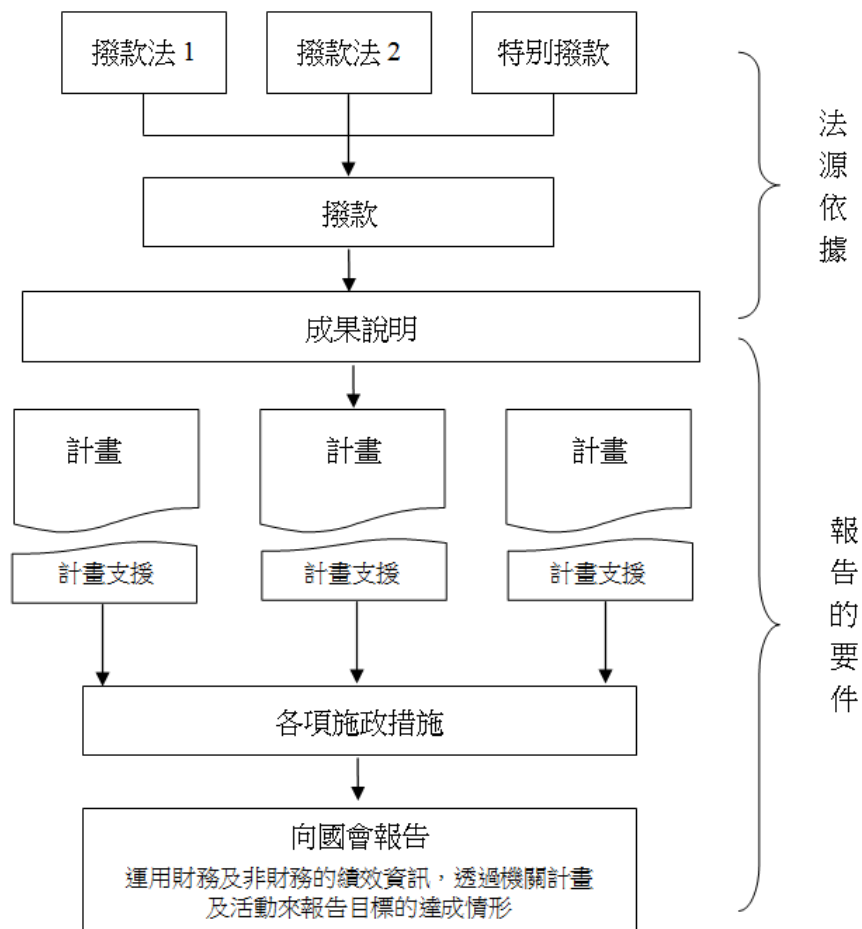 撥款法 1
撥款法 2
特別撥款
撥款
成果說明
法源依據
計畫
計畫
計畫
計畫支援
計畫支援
計畫支援
各項施政措施
向國會報告
運用財務及非財務的績效資訊，透過機關計畫
及活動來報告目標的達成情形
報告的要件